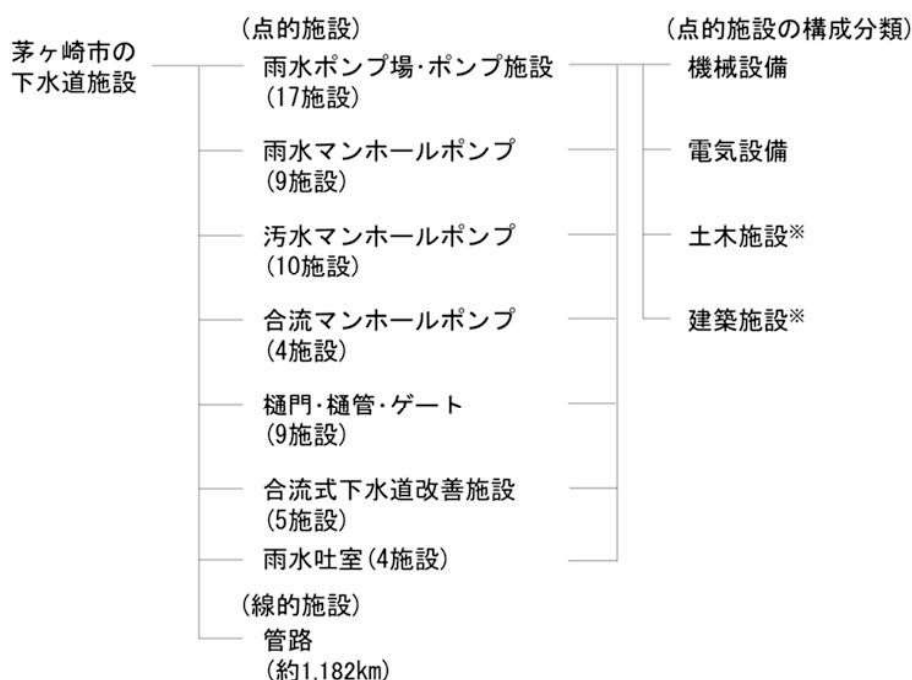 茅ヶ崎市の
下水道施設
(点的施設)
雨水ポンプ場･ポンプ施設
(17施設)
雨水マンホールポンプ
(9施設)
汚水マンホールポンプ
(10施設)
合流マンホールポンプ
(4施設)
樋門･樋管･ゲート
(9施設)
合流式下水道改善施設
(5施設)
雨水吐室(4施設)
(線的施設)
管路
(約1,182km)
(点的施設の構成分類)
機械設備
電気設備
土木施設※
建築施設※